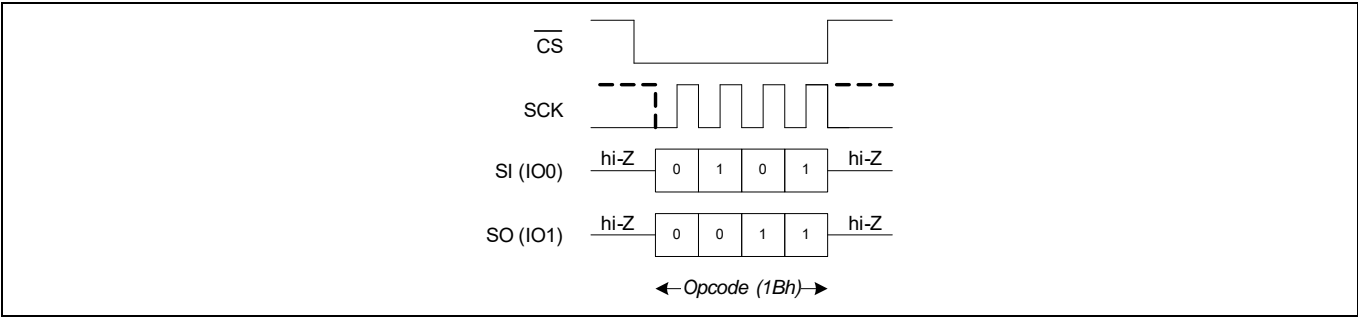 CS
SCK
SI (IO0) hi-Z 0 1 0 1 hi-Z
SO (IO1) hi-Z 0 0 1 1 hi-Z
Opcode (1Bh)